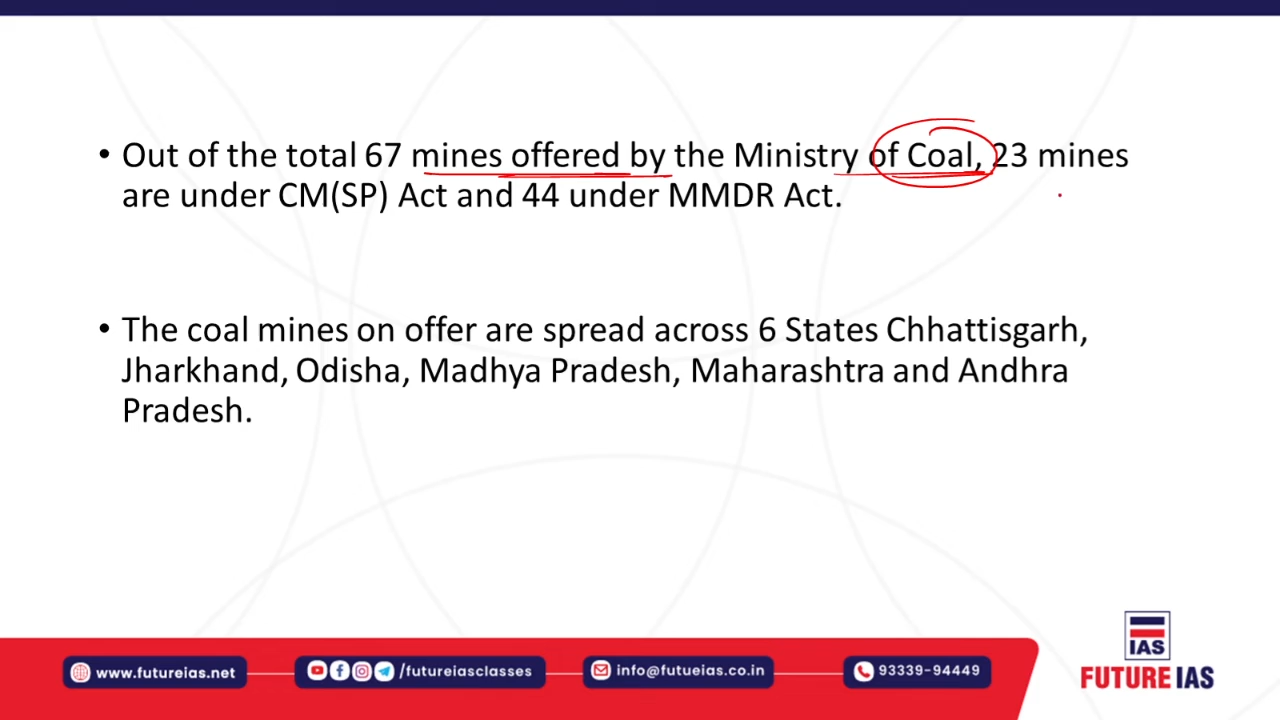 • Out of the total 67 mines offered by the Ministry of Coal, 23 mines
are under CM(SP) Act and 44 under MMDR Act.
• The coal mines on offer are spread across 6 States Chhattisgarh,
Jharkhand, Odisha, Madhya Pradesh, Maharashtra and Andhra
Pradesh.
www.futureias.net
/futureiasclasses
info@futueias.co.in
93339-94449
IAS
FUTURE IAS